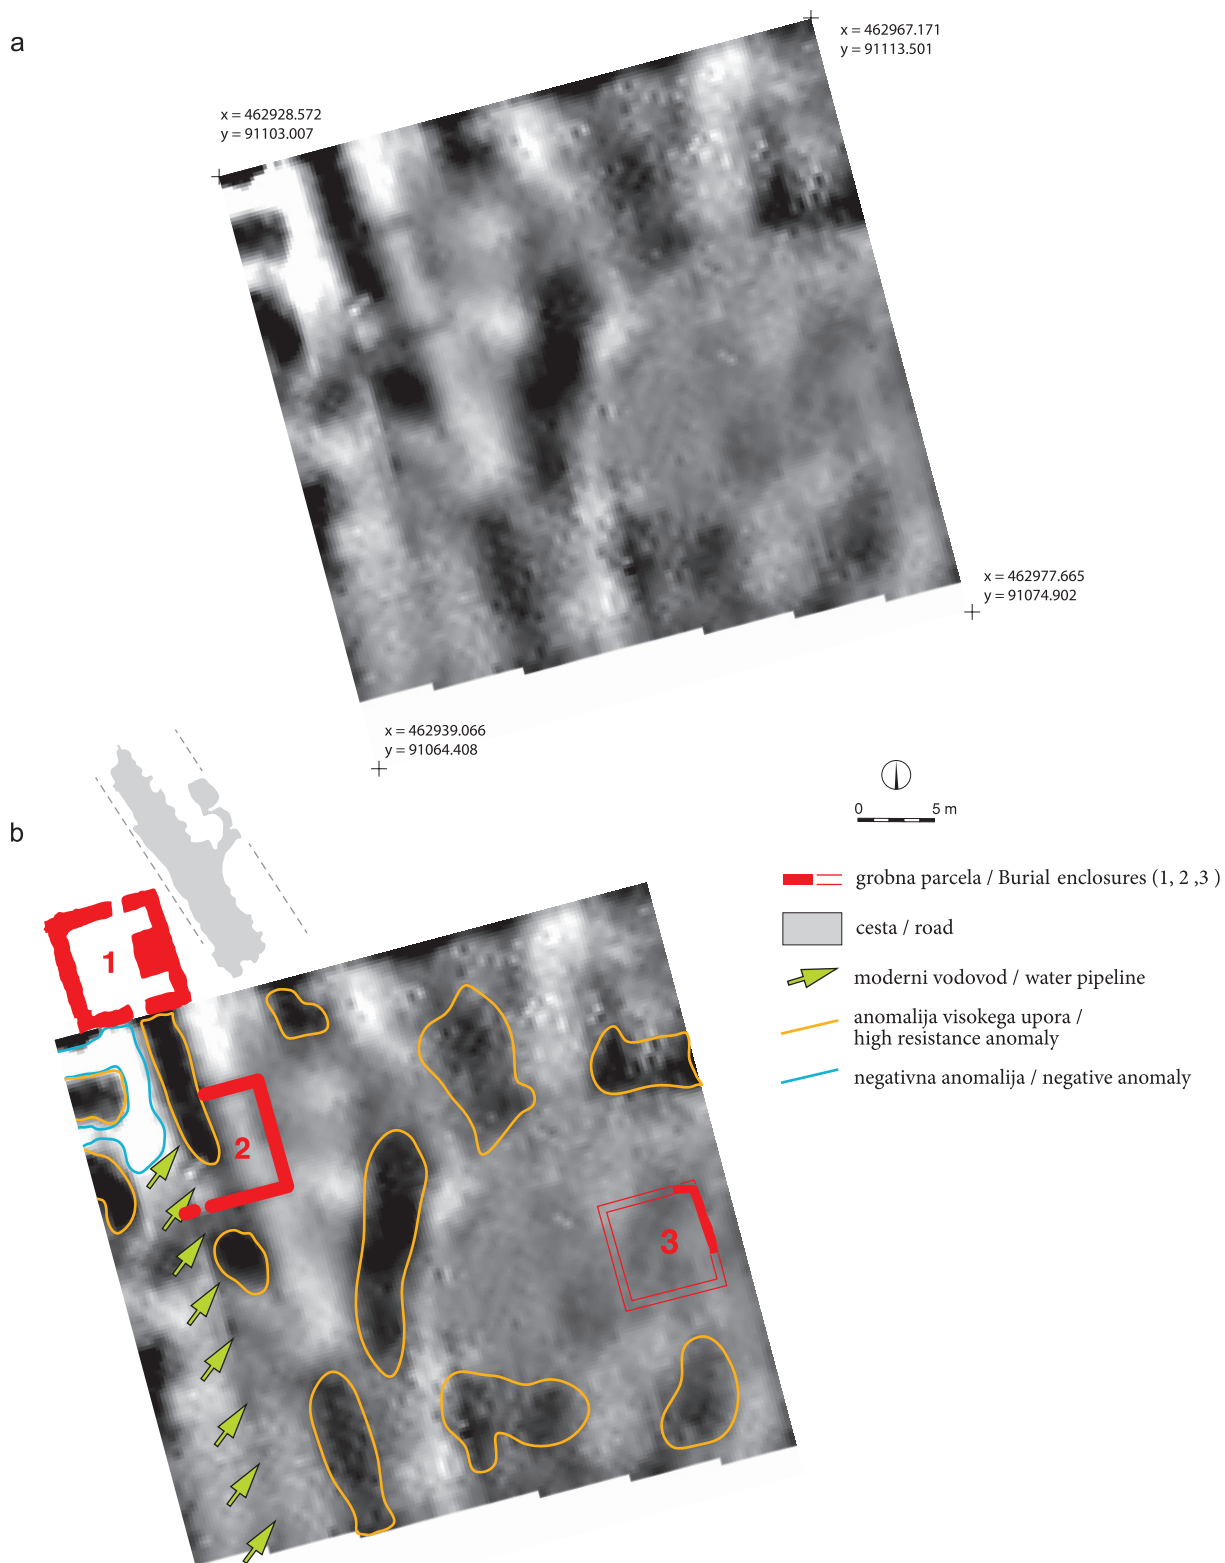 a
x = 462967.171
y = 91113.501
x = 462928.572
y = 91103.007
x = 462977.665
y = 91074.902
x = 462939.066
y = 91064.408
b
0 5 m
grobna parcela / Burial enclosures (1, 2 ,3 )
cesta / road
moderni vodovod / water pipeline
anomalija visokega upora /
high resistance anomaly
negativna anomalija / negative anomaly
1
2
3